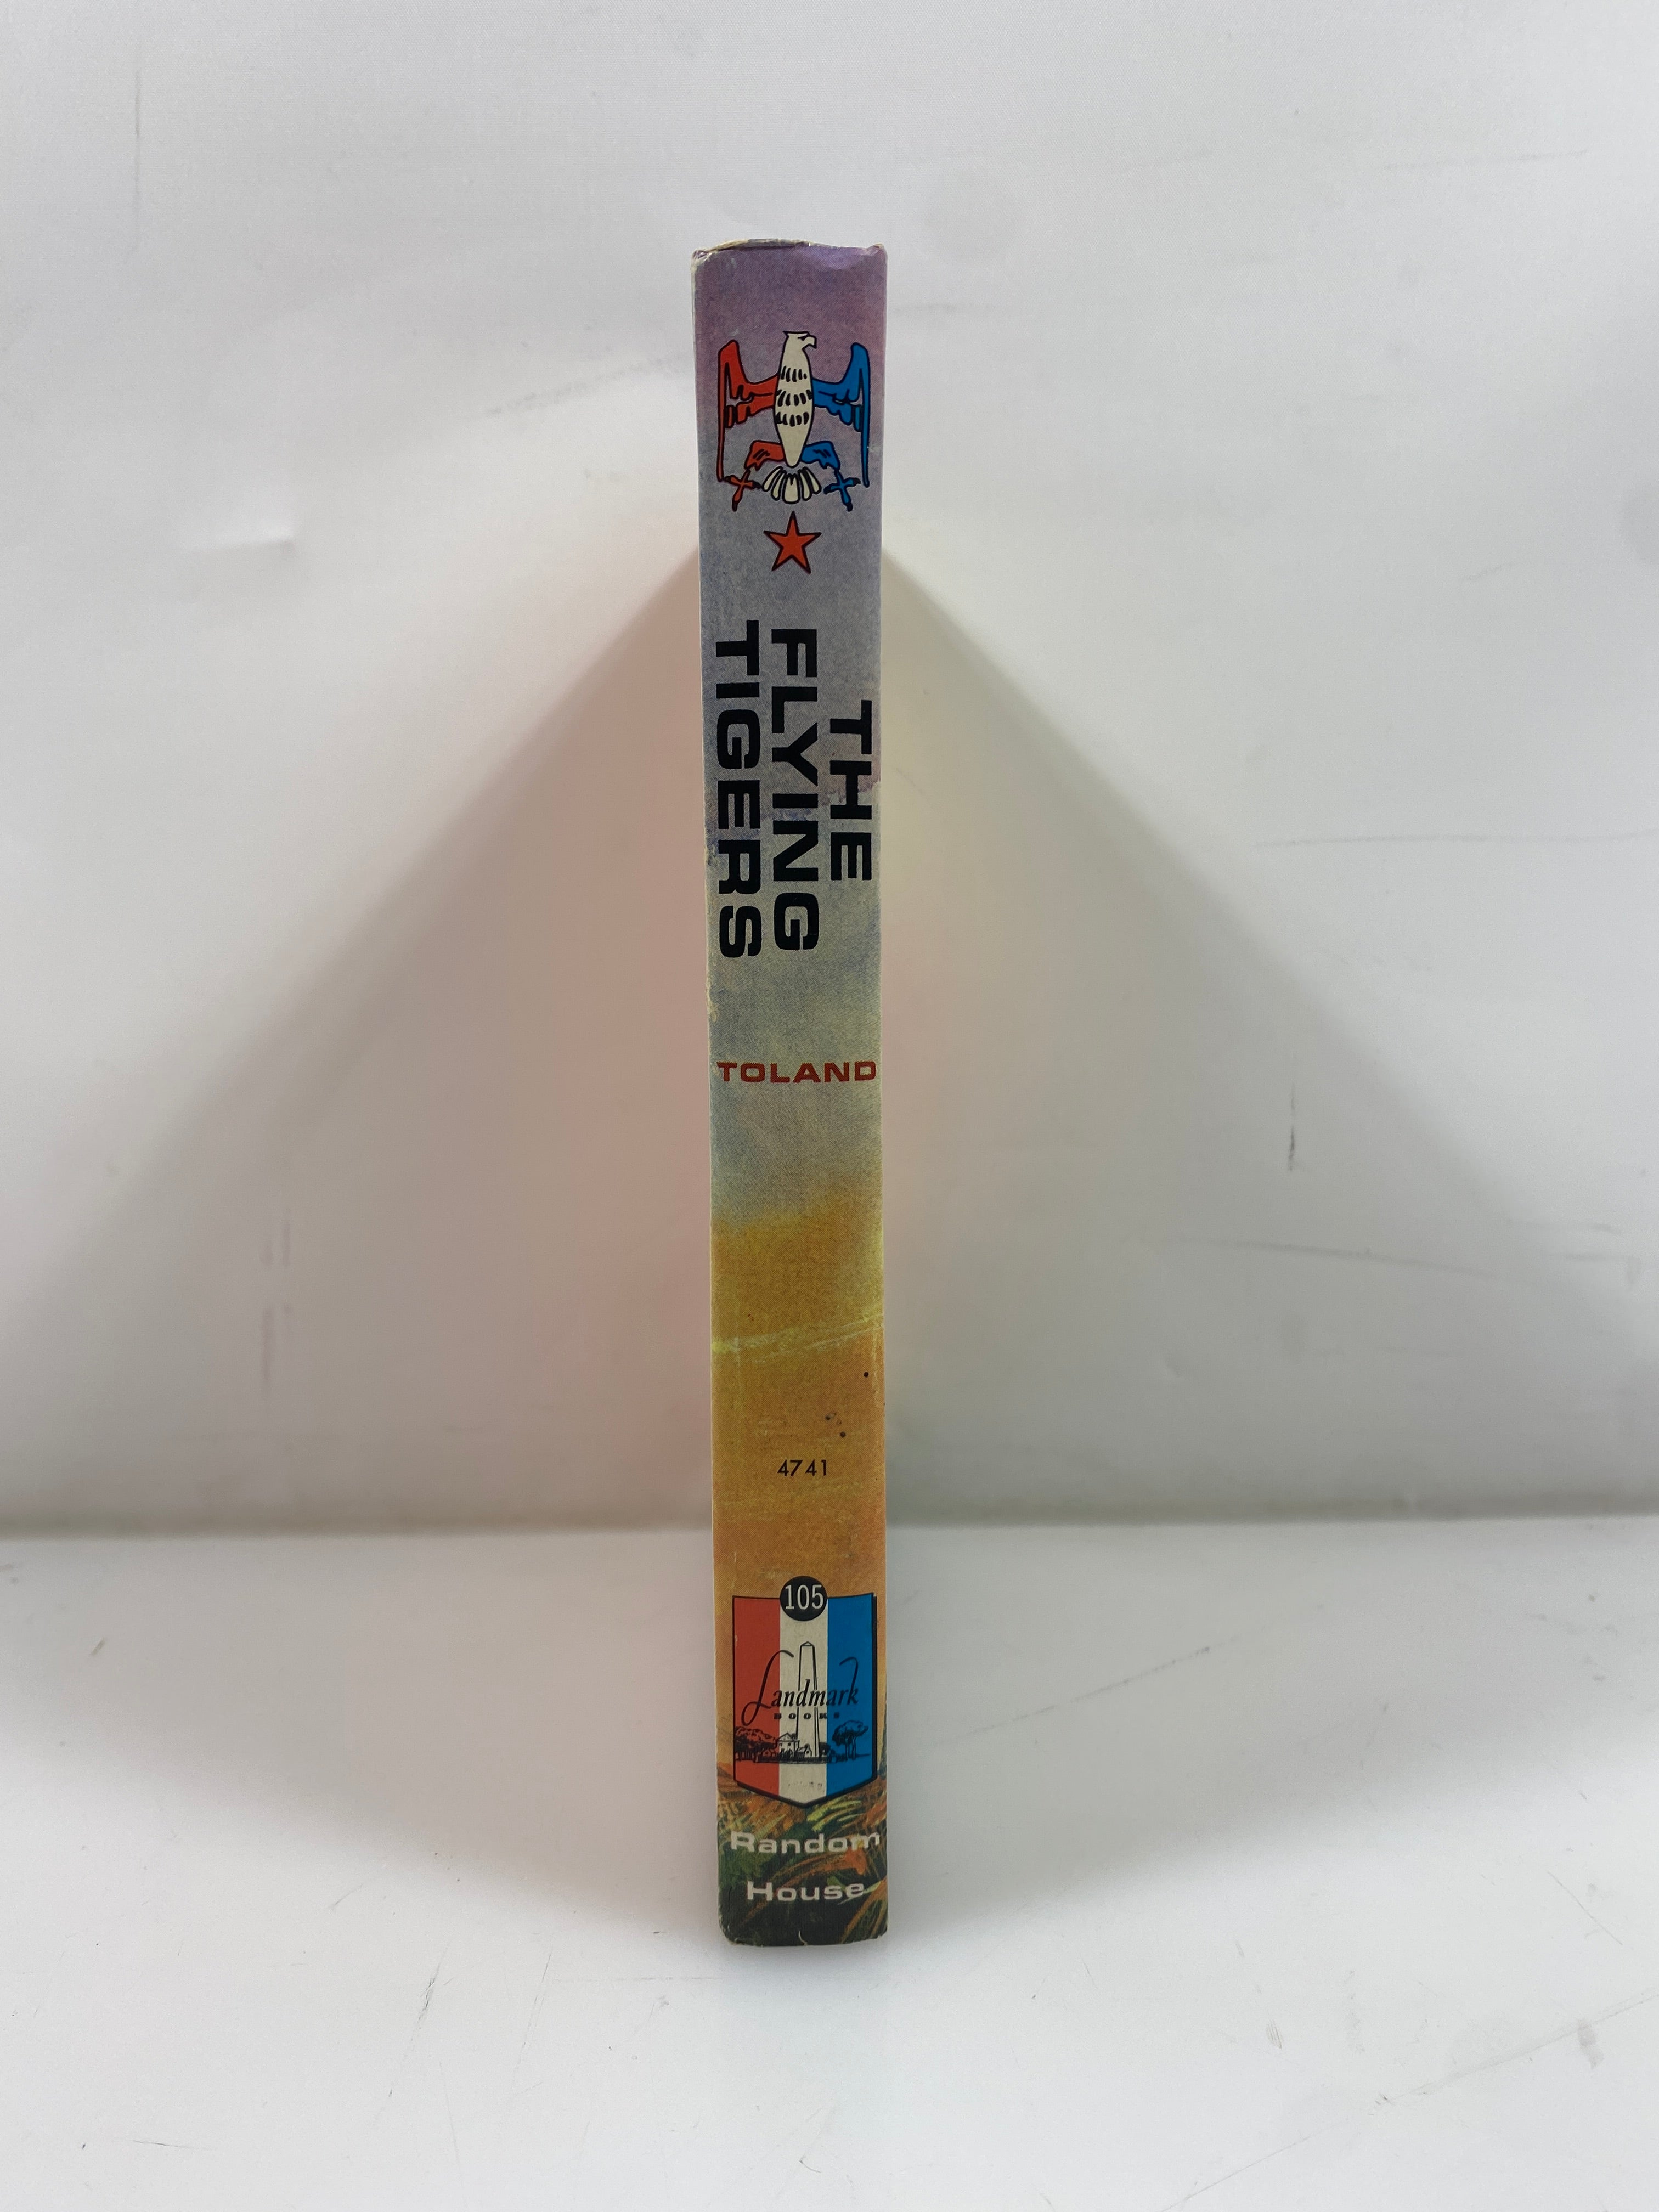 THE
FLYING
TIGERS
TOLAND
4741
105
Landmark
BOOKS
Random
House